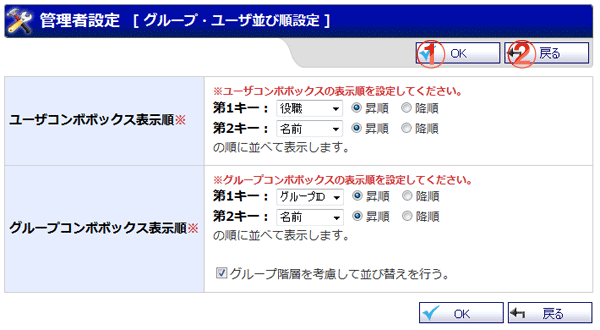 管理者設定 [ グループ・ユーザ並び順設定 ]
① OK ② 戻る
※ユーザコンボボックスの表示順を設定してください。
ユーザコンボボックス表示順※
第1キー： 役職 昇順 降順
第2キー： 名前 昇順 降順
の順に並べて表示します。
※グループコンボボックスの表示順を設定してください。
グループコンボボックス表示順※
第1キー： グループID 昇順 降順
第2キー： 名前 昇順 降順
の順に並べて表示します。
グループ階層を考慮して並び替えを行う。
OK 戻る